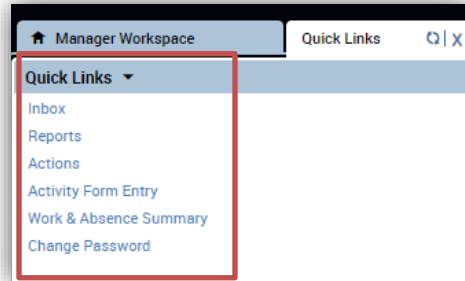 Manager Workspace
Quick Links X
Quick Links
Inbox
Reports
Actions
Activity Form Entry
Work & Absence Summary
Change Password